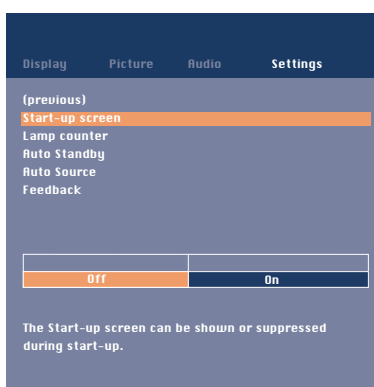 Display Picture Audio Settings
(previous)
Start-up screen
Lamp counter
Auto Standby
Auto Source
Feedback
Off On
The Start-up screen can be shown or suppressed
during start-up.